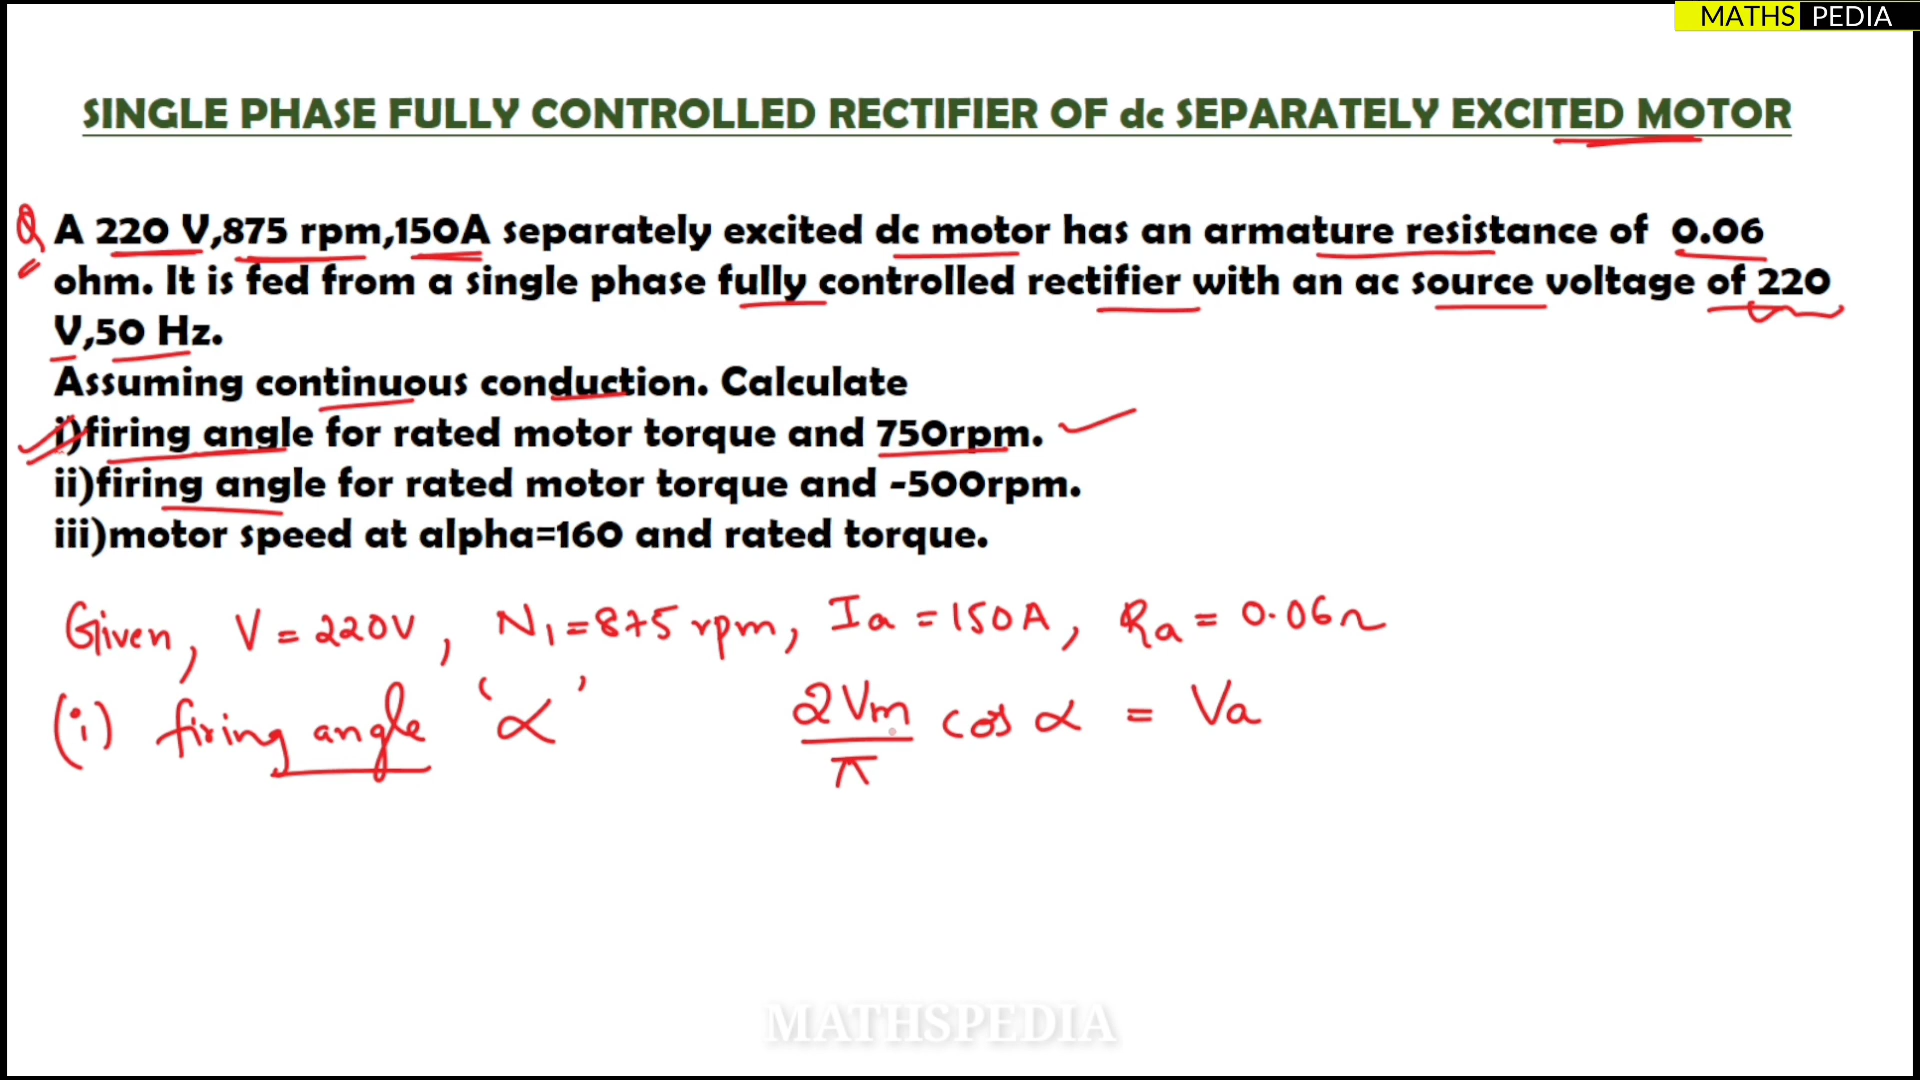 MATHS PEDIA
SINGLE PHASE FULLY CONTROLLED RECTIFIER OF dc SEPARATELY EXCITED MOTOR
Q A 220 V,875 rpm,150A separately excited dc motor has an armature resistance of 0.06
ohm. It is fed from a single phase fully controlled rectifier with an ac source voltage of 220
V,50 Hz.
Assuming continuous conduction. Calculate
i)firing angle for rated motor torque and 750rpm.
ii)firing angle for rated motor torque and -500rpm.
iii)motor speed at alpha=160 and rated torque.
Given, V = 220V, N₁ = 875 rpm, Ia = 150A, Ra = 0.06Ω
(i) firing angle 'α' 2Vm/π cos α = Va
MATHSPEDIA